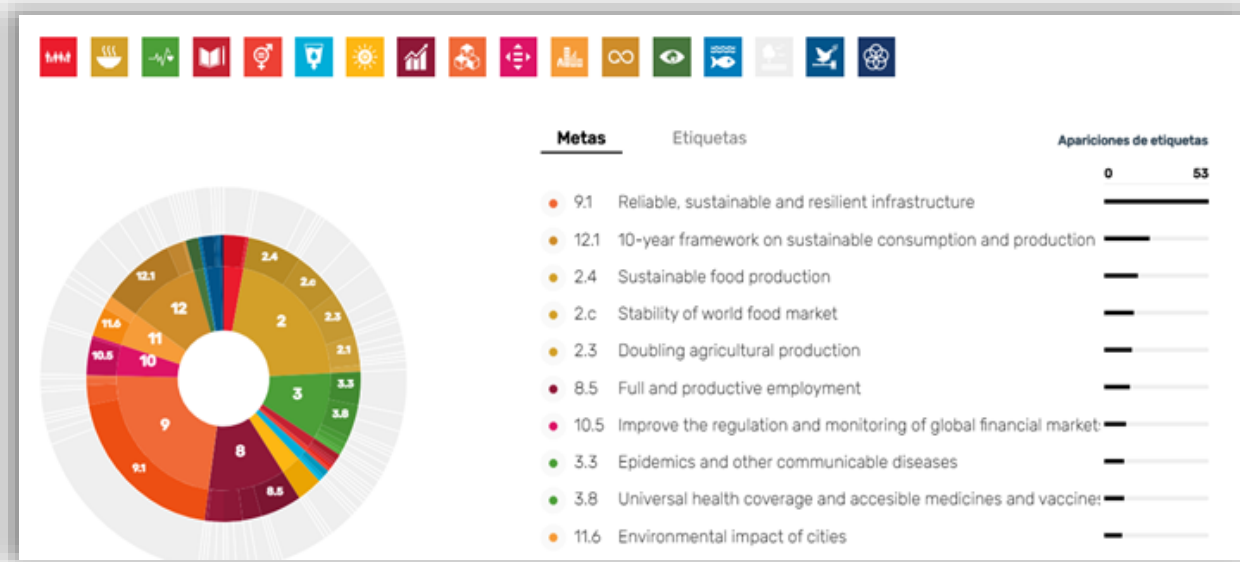 Metas Etiquetas Apariciones de etiquetas
0 53
9.1 Reliable, sustainable and resilient infrastructure
12.1 10-year framework on sustainable consumption and production
2.4 Sustainable food production
2.c Stability of world food market
2.3 Doubling agricultural production
8.5 Full and productive employment
10.5 Improve the regulation and monitoring of global financial market
3.3 Epidemics and other communicable diseases
3.8 Universal health coverage and accesible medicines and vaccines
11.6 Environmental impact of cities
2.4
2.c
2.3
2.1
2
3.3
3.8
3
8
8.5
9
9.1
10
10.5
11
11.6
12
12.1